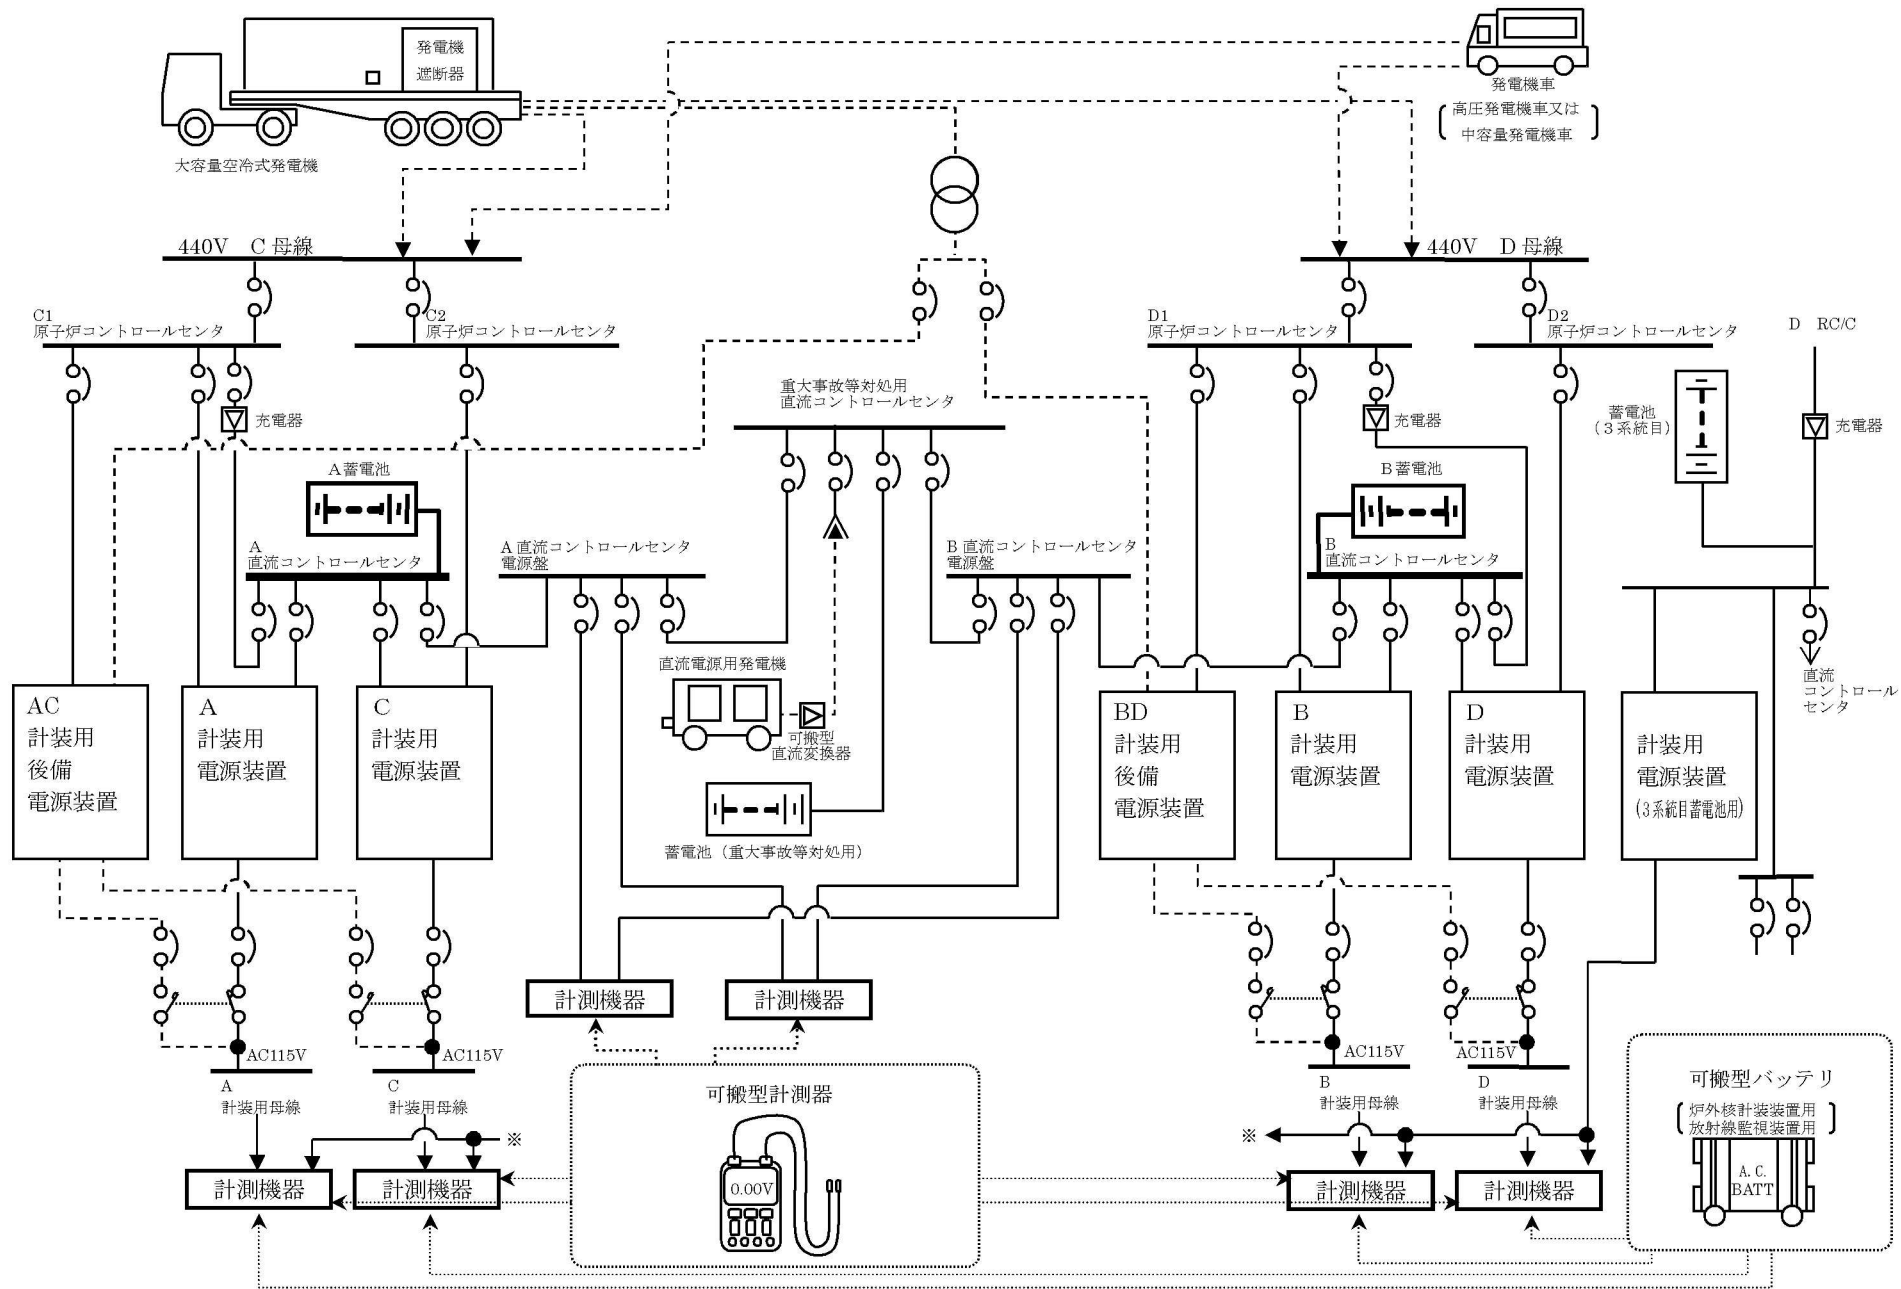 発電機
遮断器
大容量空冷式発電機
発電機車
高圧発電機車又は
中容量発電機車
440V C 母線
440V D 母線
C1
原子炉コントロールセンタ
C2
原子炉コントロールセンタ
D1
原子炉コントロールセンタ
D2
原子炉コントロールセンタ
D RC/C
充電器
重大事故等対処用
直流コントロールセンタ
充電器
蓄電池
(3系統目)
充電器
A蓄電池
B蓄電池
A
直流コントロールセンタ
A 直流コントロールセンタ
電源盤
B 直流コントロールセンタ
電源盤
B
直流コントロールセンタ
直流電源用発電機
可搬型
直流変換器
蓄電池(重大事故等対処用)
直流
コントロール
センタ
AC
計装用
後備
電源装置
A
計装用
電源装置
C
計装用
電源装置
BD
計装用
後備
電源装置
B
計装用
電源装置
D
計装用
電源装置
計装用
電源装置
(3系統目蓄電池用)
計測機器
計測機器
AC115V
AC115V
AC115V
AC115V
A
計装用母線
C
計装用母線
B
計装用母線
D
計装用母線
※
※
計測機器
計測機器
計測機器
計測機器
可搬型計測器
0.00V
可搬型バッテリ
炉外核計装装置用
放射線監視装置用
A.C.
BATT